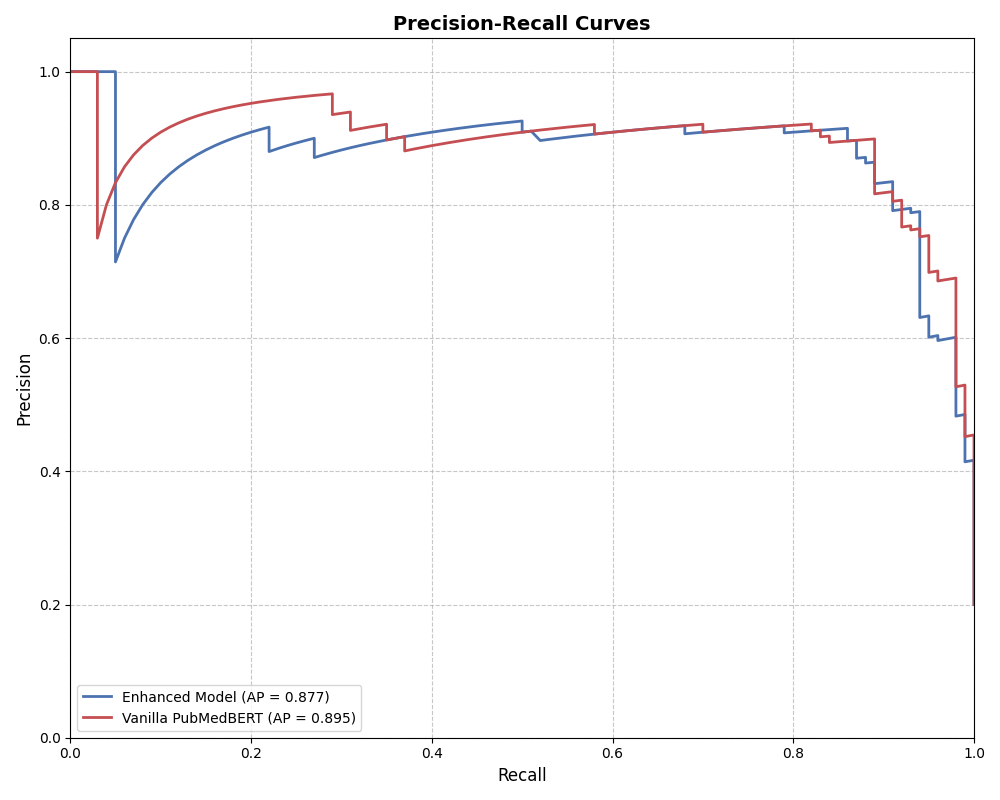 Precision-Recall Curves
Precision
1.0
0.8
0.6
0.4
0.2
0.0
Enhanced Model (AP = 0.877)
Vanilla PubMedBERT (AP = 0.895)
0.0 0.2 0.4 0.6 0.8 1.0
Recall